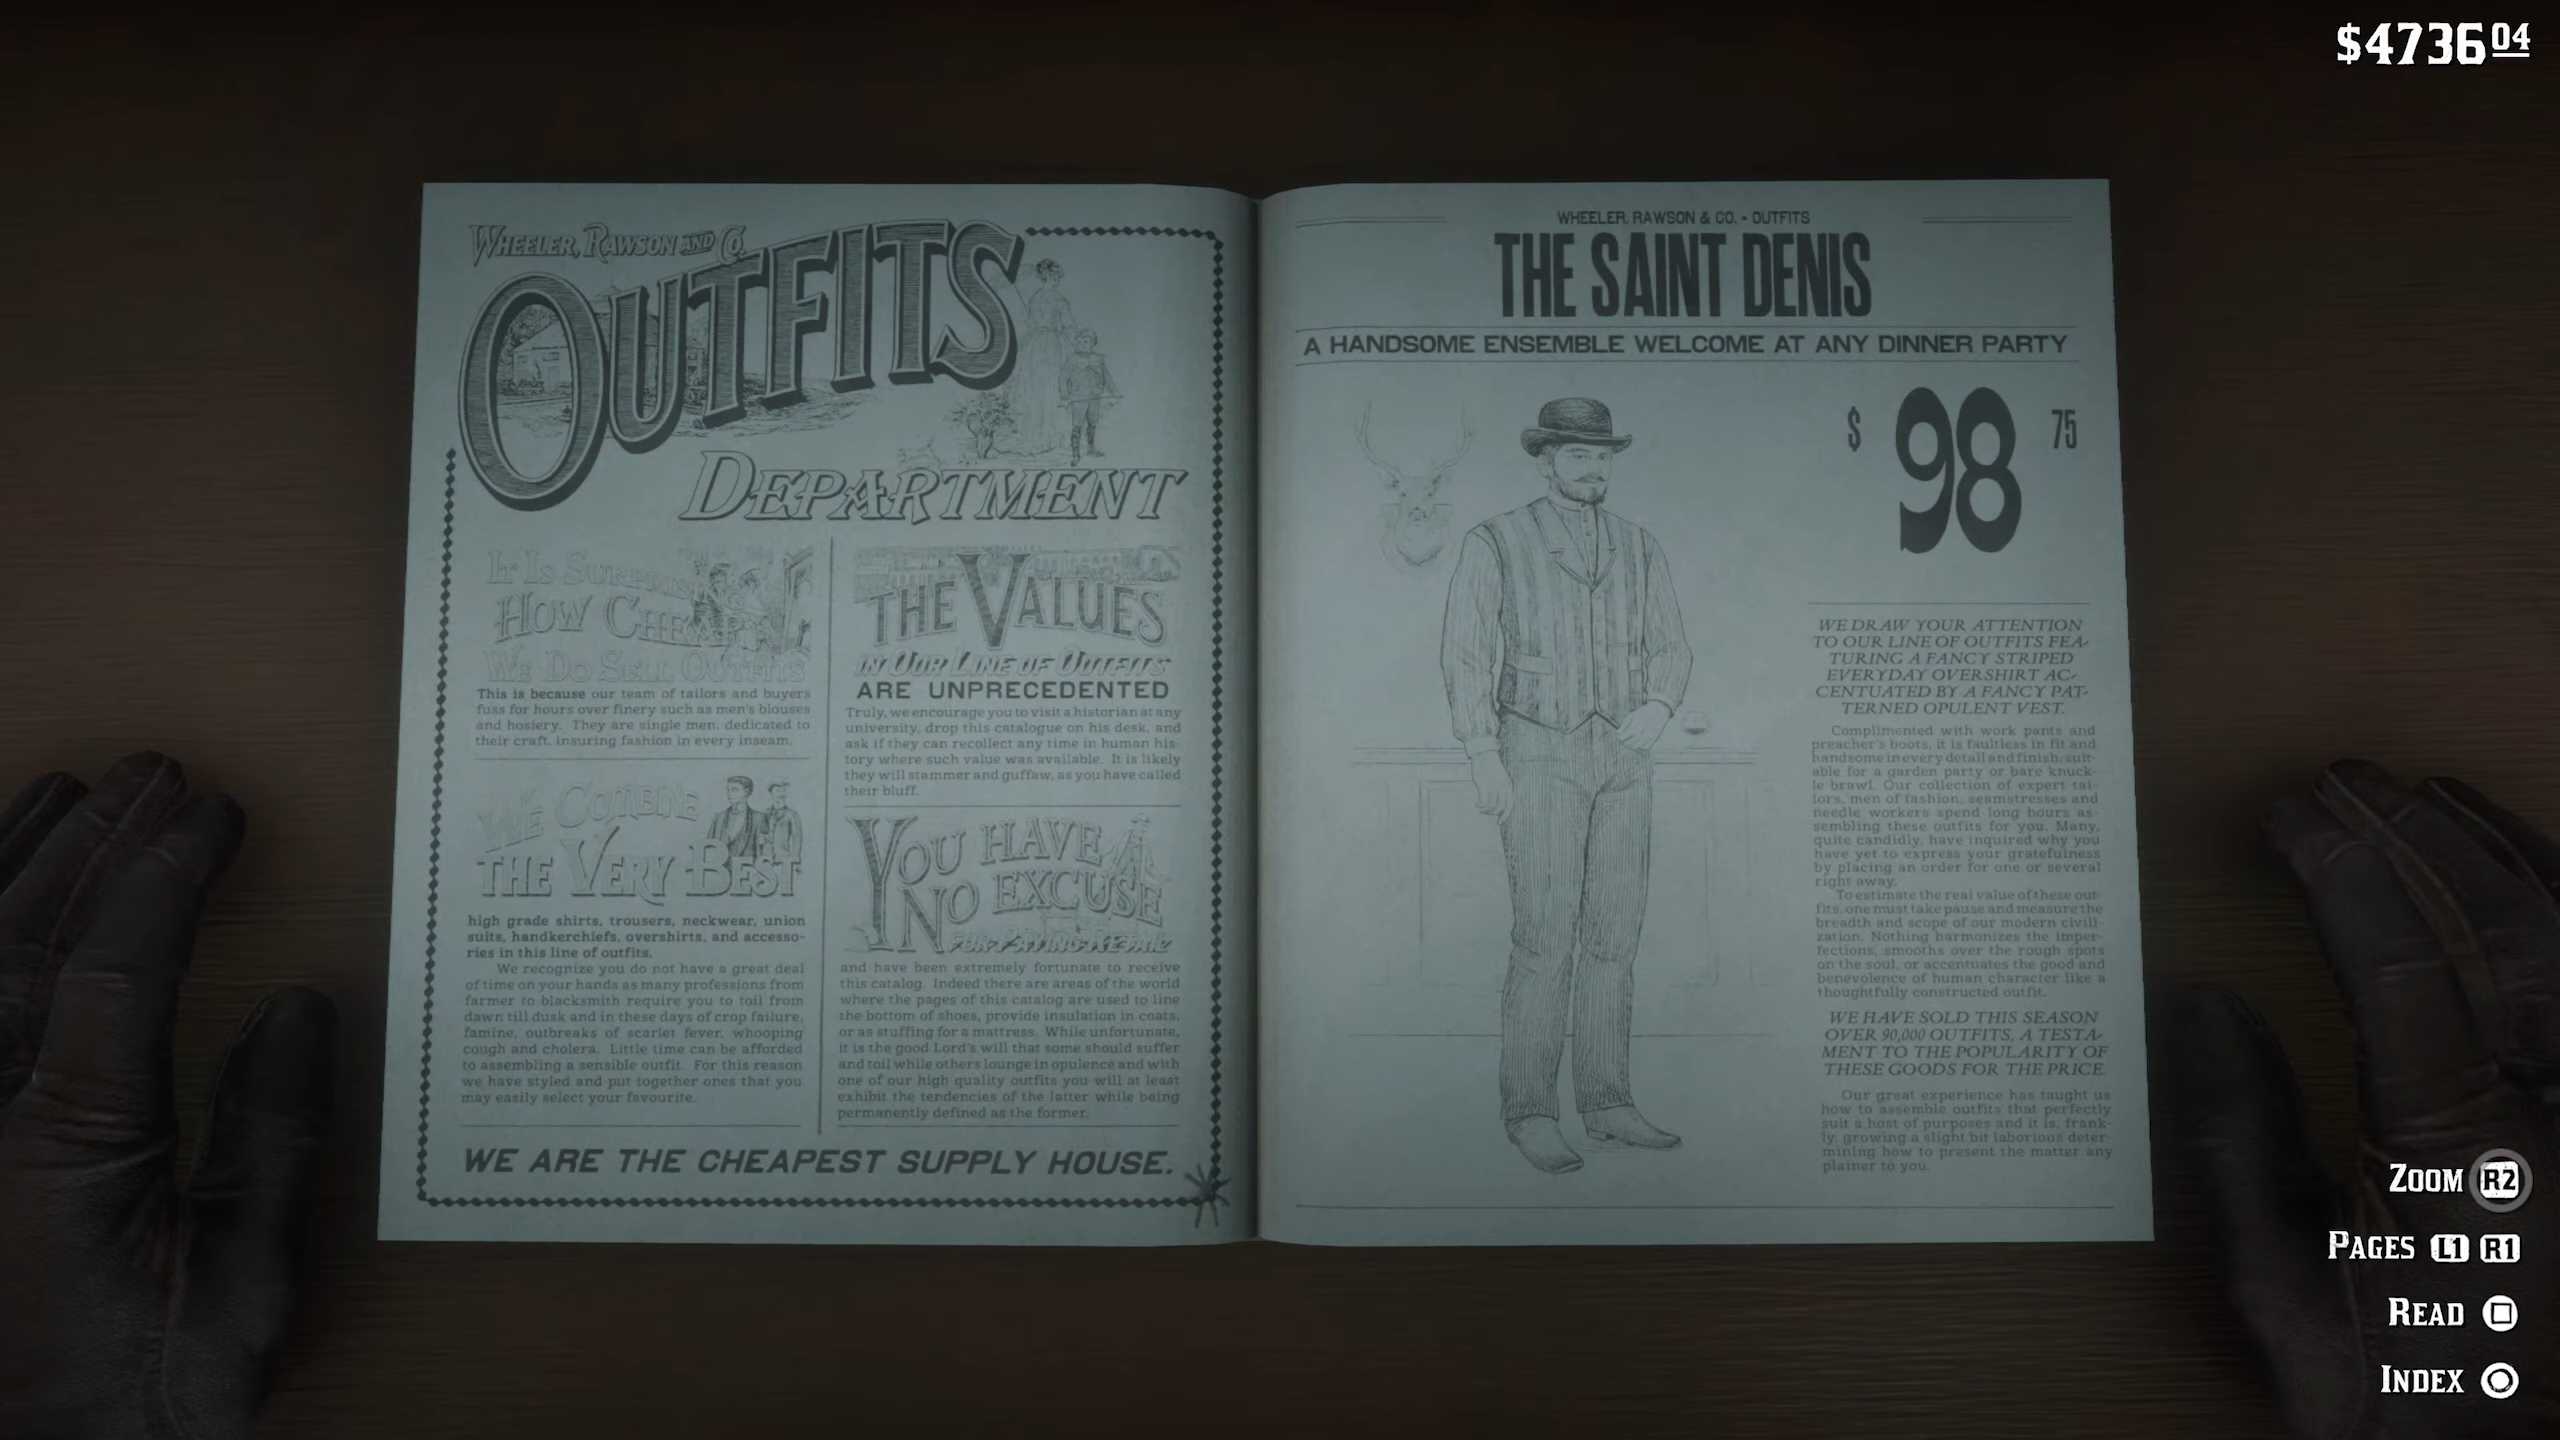 $4736 04
WHEELER, RAWSON AND CO.
OUTFITS
DEPARTMENT
IT IS SURPRIS
HOW CHEAP
WE DO SELL OUTFITS
This is because our team of tailors and buyers
fuss for hours over finery such as men's blouses
and hosiery. They are single men, dedicated to
their craft, insuring fashion in every inseam.
WE COMBINE
THE VERY BEST
high grade shirts, trousers, neckwear, union
suits, handkerchiefs, overshirts, and accesso-
ries in this line of outfits.
We recognize you do not have a great deal
of time on your hands as many professions from
farmer to blacksmith require you to toil from
dawn till dusk and in these days of crop failure,
famine, outbreaks of scarlet fever, whooping
cough and cholera. Little time can be afforded
to assembling a sensible outfit. For this reason
we have styled and put together ones that you
may easily select your favourite.
THE VALUES
IN OUR LINE OF OUTFITS
ARE UNPRECEDENTED
Truly, we encourage you to visit a historian at any
university, drop this catalogue on his desk, and
ask if they can recollect any time in human his-
tory where such value was available. It is likely
they will stammer and guffaw, as you have called
their bluff.
YOU HAVE
NO EXCUSE
FOR PAYING RETAIL
and have been extremely fortunate to receive
this catalog. Indeed there are areas of the world
where the pages of this catalog are used to line
the bottom of shoes, provide insulation in coats,
or as stuffing for a mattress. While unfortunate,
it is the good Lord's will that some should suffer
and toil while others lounge in opulence and with
one of our high quality outfits you will at least
exhibit the tendencies of the latter while being
permanently defined as the former.
WE ARE THE CHEAPEST SUPPLY HOUSE.
WHEELER, RAWSON & CO. - OUTFITS
THE SAINT DENIS
A HANDSOME ENSEMBLE WELCOME AT ANY DINNER PARTY
$ 98 75
WE DRAW YOUR ATTENTION
TO OUR LINE OF OUTFITS FEA-
TURING A FANCY STRIPED
EVERYDAY OVERSHIRT AC-
CENTUATED BY A FANCY PAT-
TERNED OPULENT VEST.
Complimented with work pants and
preacher's boots, it is faultless in fit and
handsome in every detail and finish, suit-
able for a garden party or bare knuck-
le brawl. Our collection of expert tai-
lors, men of fashion, seamstresses and
needle workers spend long hours as-
sembling these outfits for you. Many,
quite candidly, have inquired why you
have yet to express your gratefulness
by placing an order for one or several
right away.
To estimate the real value of these out-
fits, one must take pause and measure the
breadth and scope of our modern civili-
zation. Nothing harmonizes the imper-
fections, smooths over the rough spots
on the soul, or accentuates the good and
benevolence of human character like a
thoughtfully constructed outfit.
WE HAVE SOLD THIS SEASON
OVER 90,000 OUTFITS, A TESTA-
MENT TO THE POPULARITY OF
THESE GOODS FOR THE PRICE.
Our great experience has taught us
how to assemble outfits that perfectly
suit a host of purposes and it is, frank-
ly, growing a slight bit laborious deter-
mining how to present the matter any
plainer to you.
ZOOM R2
PAGES L1 R1
READ
INDEX